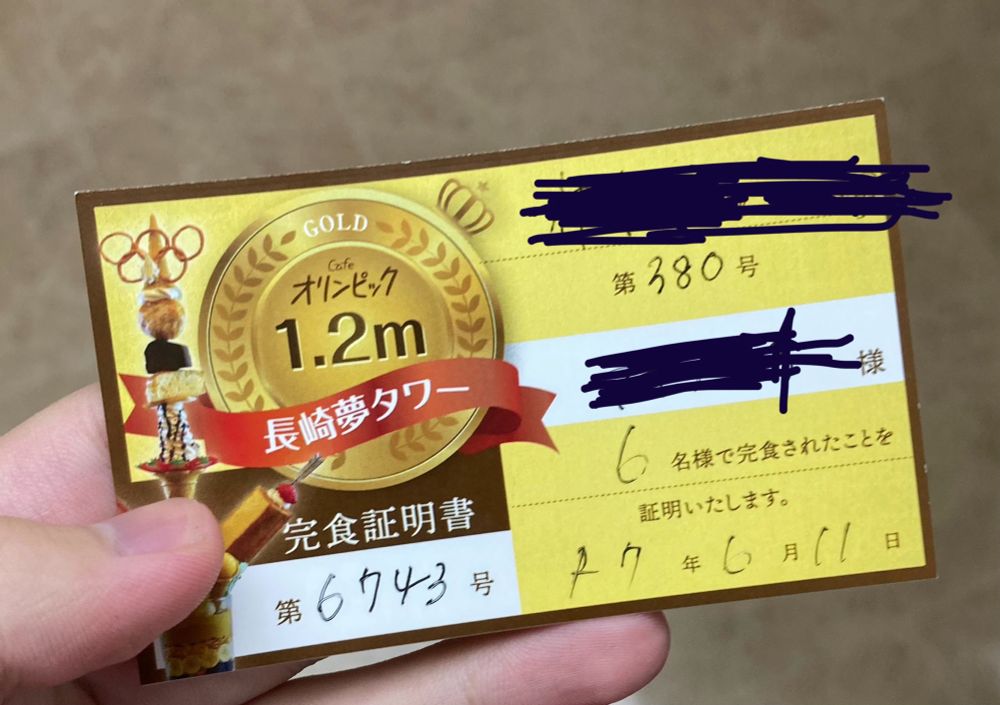 GOLD
Cafe
オリンピック
1.2m
長崎夢タワー
完食証明書
第6743号
第380号
様
6名様で完食されたことを
証明いたします。
R7年6月11日